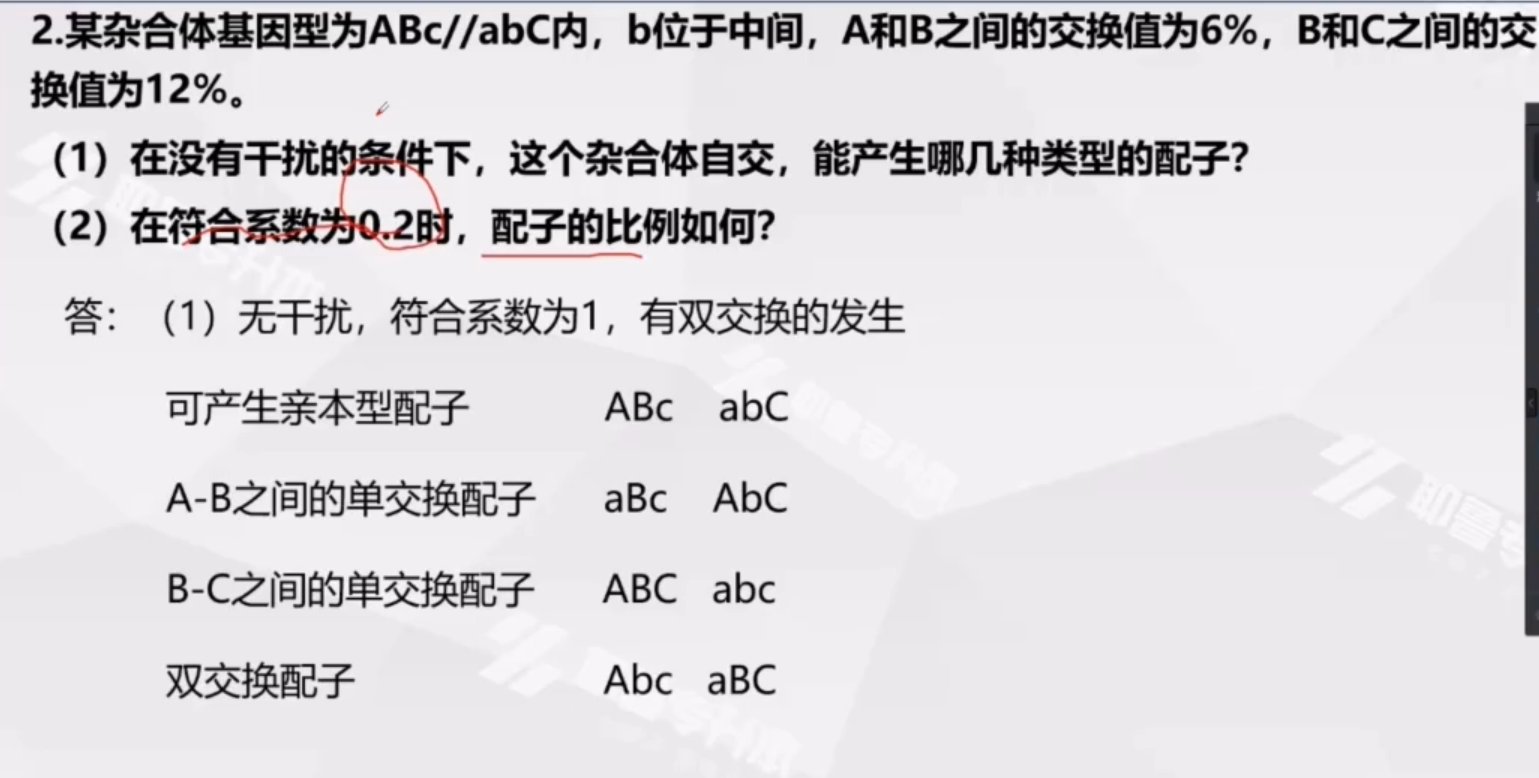 2.某杂合体基因型为ABc//abC内，b位于中间，A和B之间的交换值为6%，B和C之间的交
换值为12%。
（1）在没有干扰的条件下，这个杂合体自交，能产生哪几种类型的配子？
（2）在符合系数为0.2时，配子的比例如何？
答：（1）无干扰，符合系数为1，有双交换的发生
可产生亲本型配子 ABc abC
A-B之间的单交换配子 aBc AbC
B-C之间的单交换配子 ABC abc
双交换配子 Abc aBC